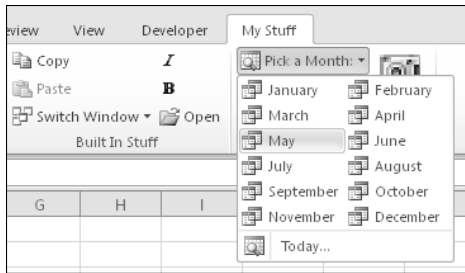 eview View Developer My Stuff
Copy I Pick a Month:
Paste B
Switch Window Open
Built In Stuff
January February
March April
May June
July August
September October
November December
Today...
G H I